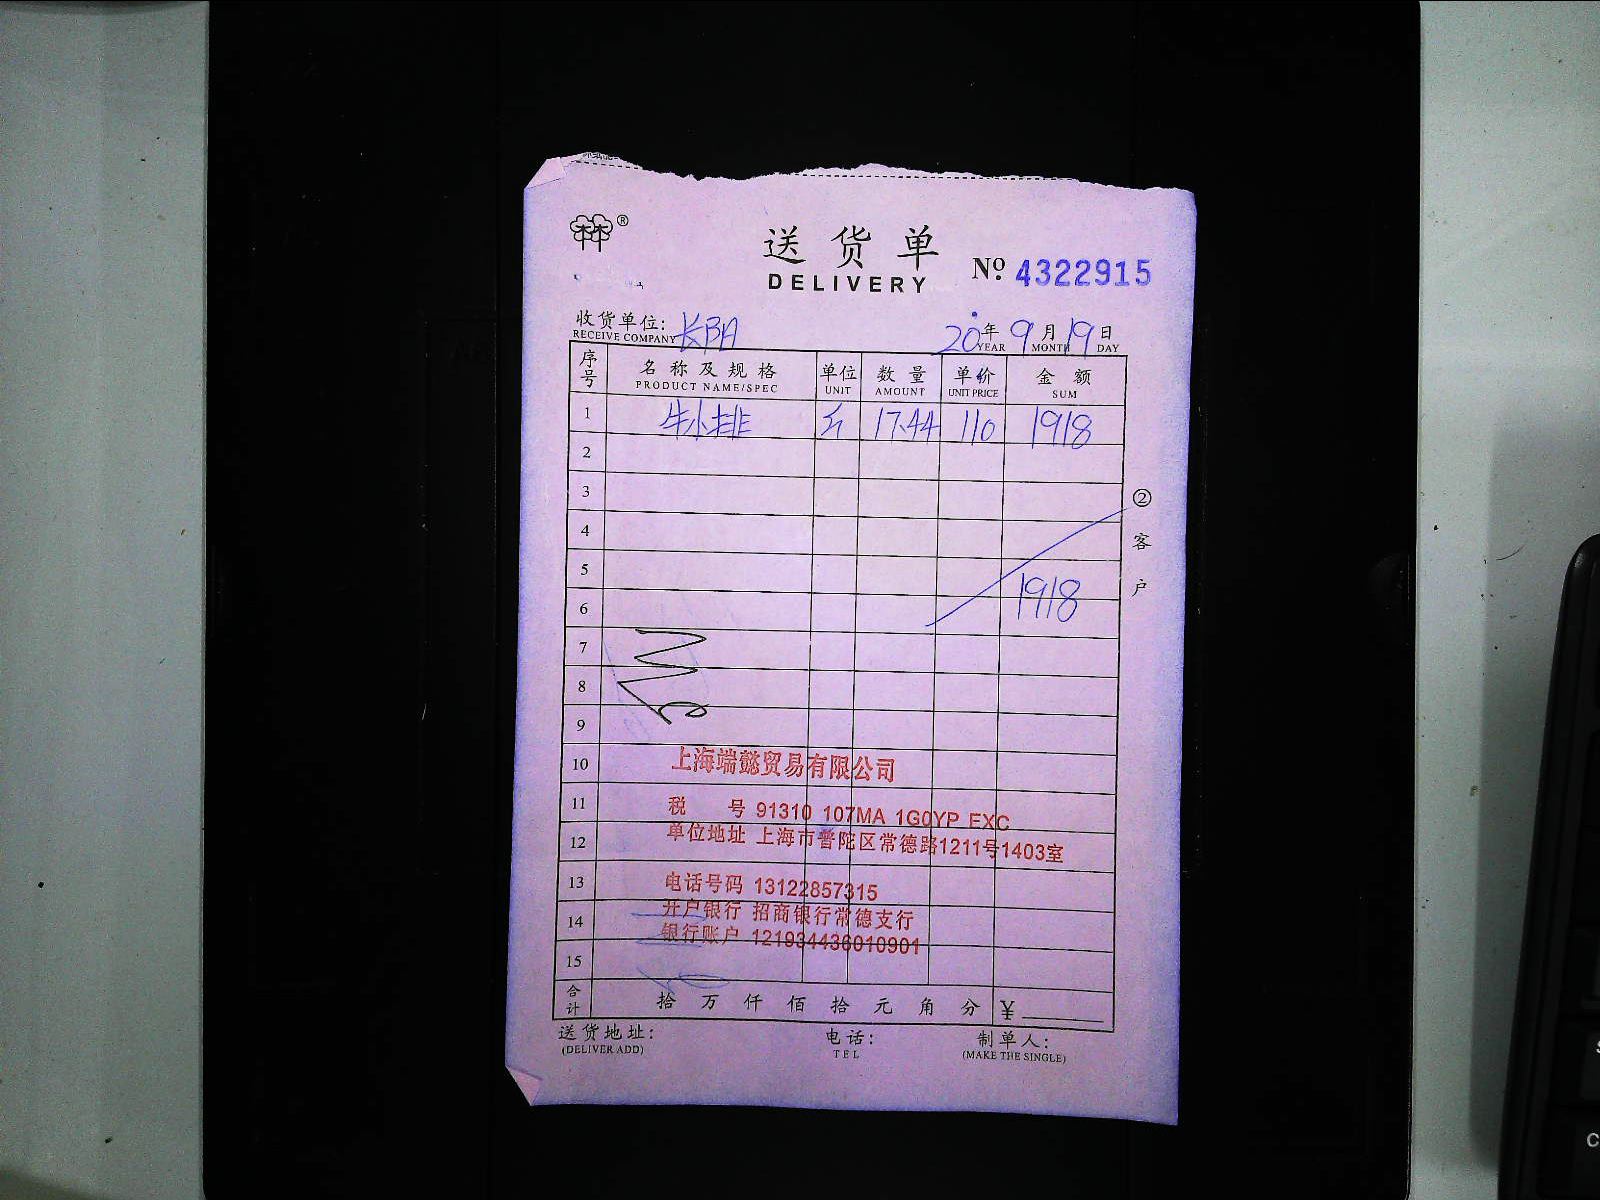 ®
送货单
DELIVERY
№ 4322915
收货单位: 长BA
RECEIVE COMPANY
20年 9月 19日
YEAR MONTH DAY
序号 名称及规格 单位 数量 单价 金额
PRODUCT NAME/SPEC UNIT AMOUNT UNIT PRICE SUM
1 牛小排 斤 17.44 110 1918
2
3
4
5
6 1918
7
8
9
10
11
12
13
14
15
② 客户
上海端懿贸易有限公司
税 号 91310 107MA 1G0YP FXC
单位地址 上海市普陀区常德路1211号1403室
电话号码 13122857315
开户银行 招商银行常德支行
银行账户 121934436010901
合计 拾 万 仟 佰 拾 元 角 分 ¥
送货地址: 电话: 制单人:
(DELIVER ADD) TEL (MAKE THE SINGLE)